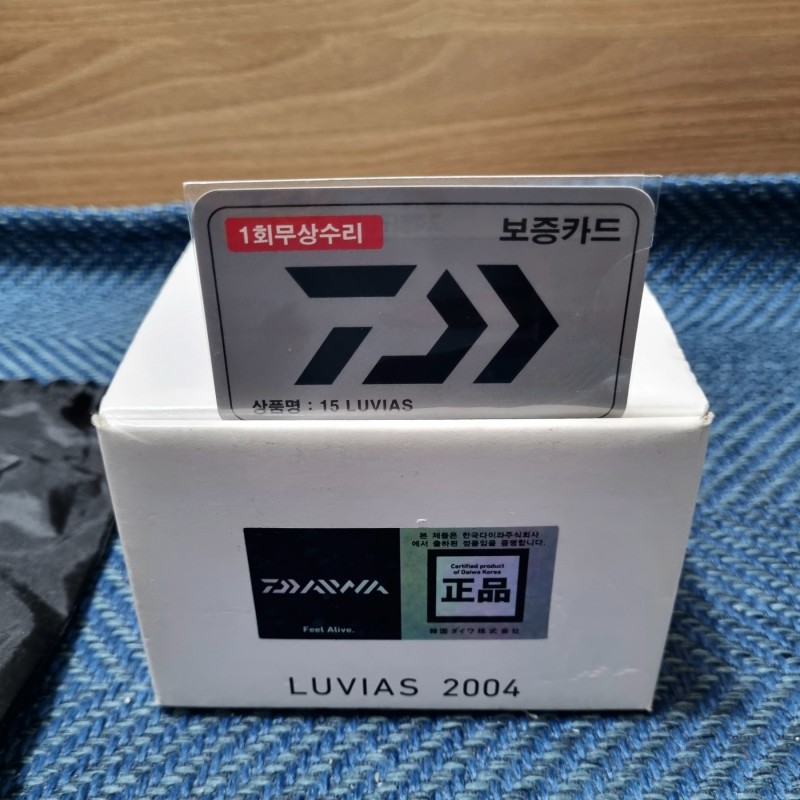 1회무상수리
보증카드
상품명 : 15 LUVIAS
본 제품은 한국다이와주식회사
에서 출하된 정품임을 증명합니다.
Certified product
of Daiwa Korea
正品
韓国ダイワ株式会社
DAIWA
Feel Alive.
LUVIAS 2004